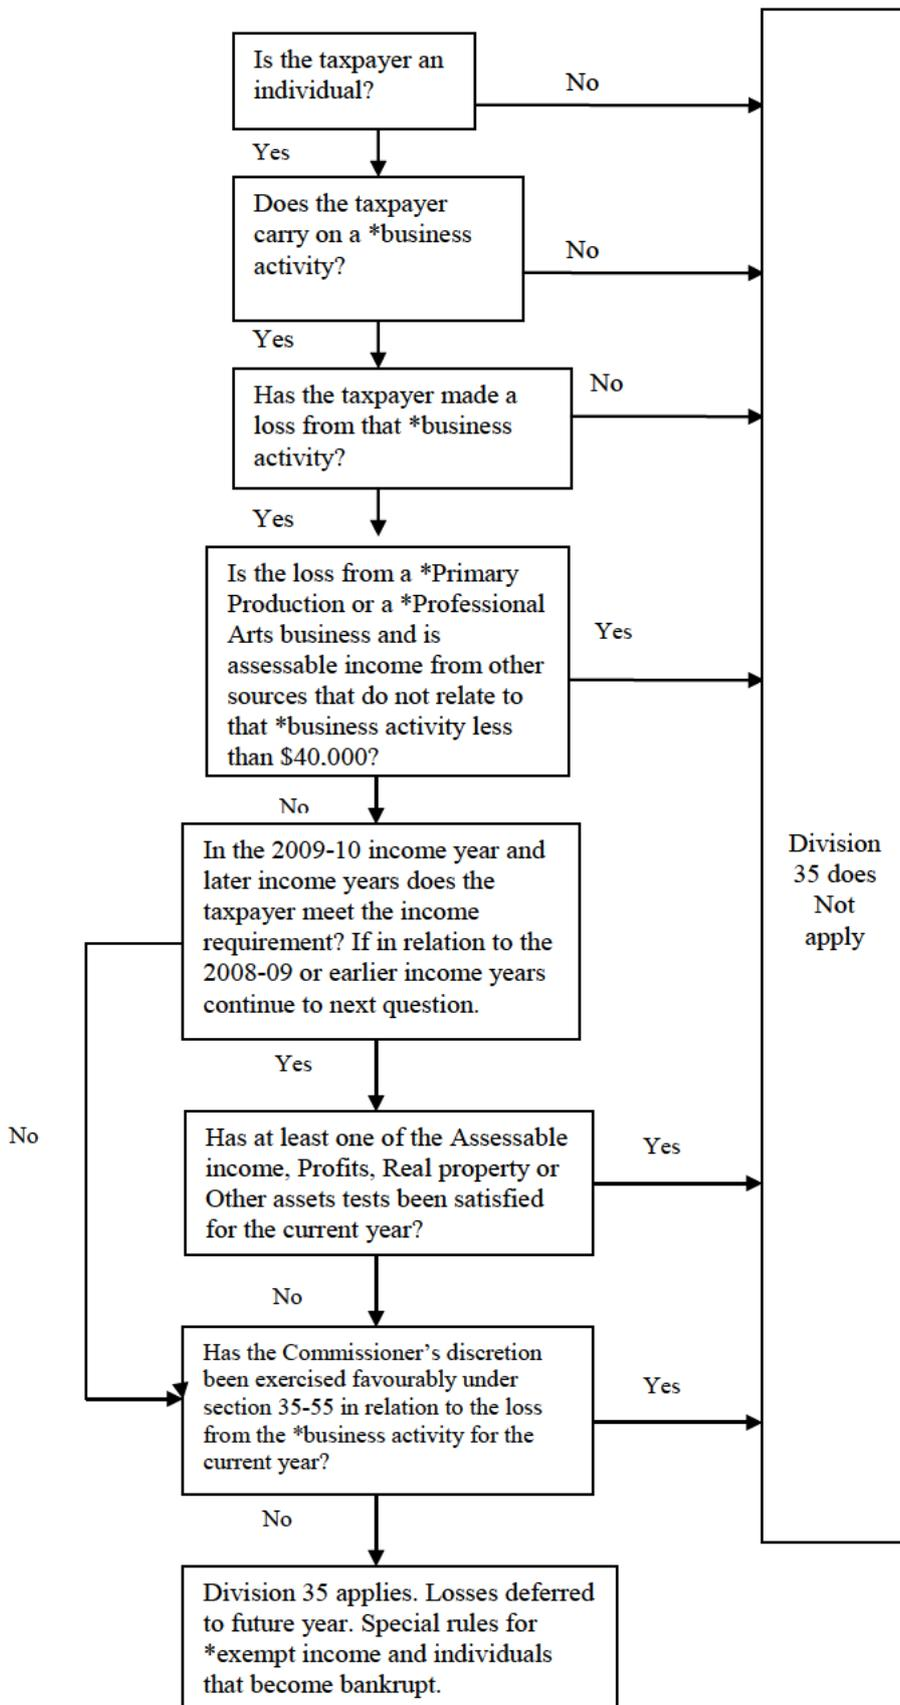 Is the taxpayer an
individual?
No
Yes
Does the taxpayer
carry on a *business
activity?
No
Yes
Has the taxpayer made a
loss from that *business
activity?
No
Yes
Is the loss from a *Primary
Production or a *Professional
Arts business and is
assessable income from other
sources that do not relate to
that *business activity less
than $40.000?
Yes
No
In the 2009-10 income year and
later income years does the
taxpayer meet the income
requirement? If in relation to the
2008-09 or earlier income years
continue to next question.
Division
35 does
Not
apply
Yes
No
Has at least one of the Assessable
income, Profits, Real property or
Other assets tests been satisfied
for the current year?
Yes
No
Has the Commissioner’s discretion
been exercised favourably under
section 35-55 in relation to the loss
from the *business activity for the
current year?
Yes
No
Division 35 applies. Losses deferred
to future year. Special rules for
*exempt income and individuals
that become bankrupt.